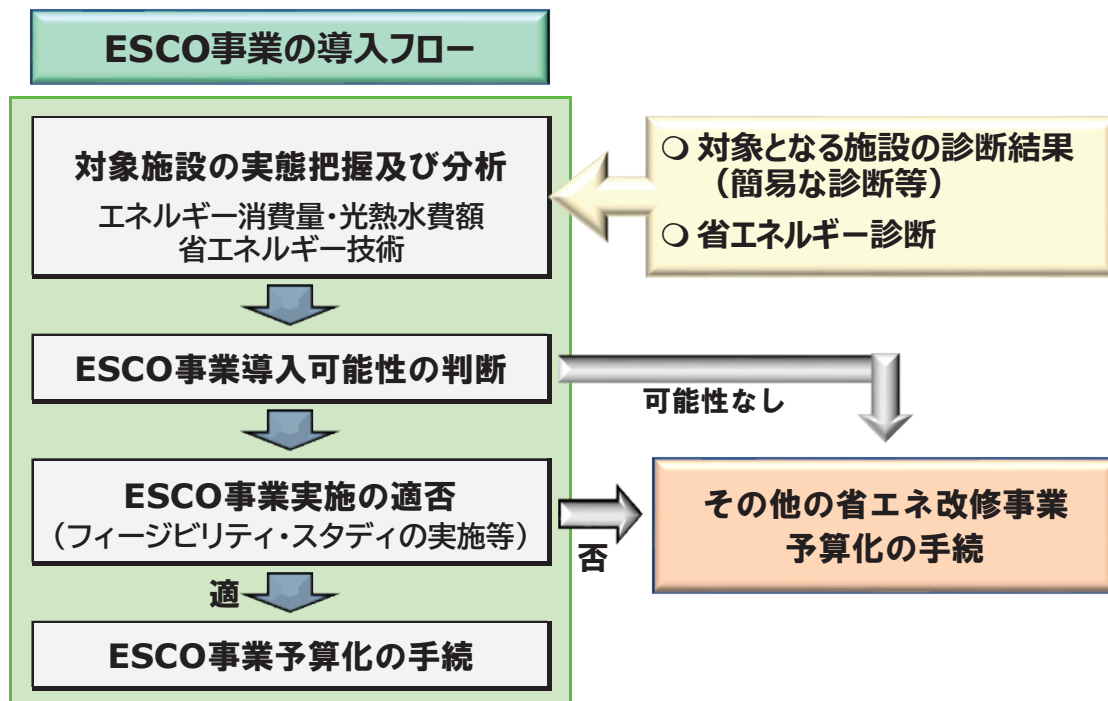 ESCO事業の導入フロー
対象施設の実態把握及び分析
エネルギー消費量・光熱水費額
省エネルギー技術
○ 対象となる施設の診断結果
（簡易な診断等）
○ 省エネルギー診断
ESCO事業導入可能性の判断
可能性なし
ESCO事業実施の適否
（フィージビリティ・スタディの実施等）
否
その他の省エネ改修事業
予算化の手続
適
ESCO事業予算化の手続